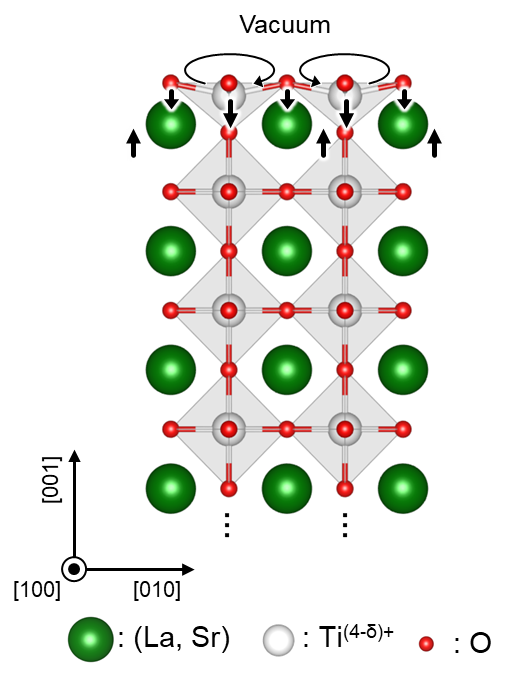 Vacuum
⋮ ⋮
[001]
[100] [010]
: (La, Sr) : Ti^(4-δ)+ : O